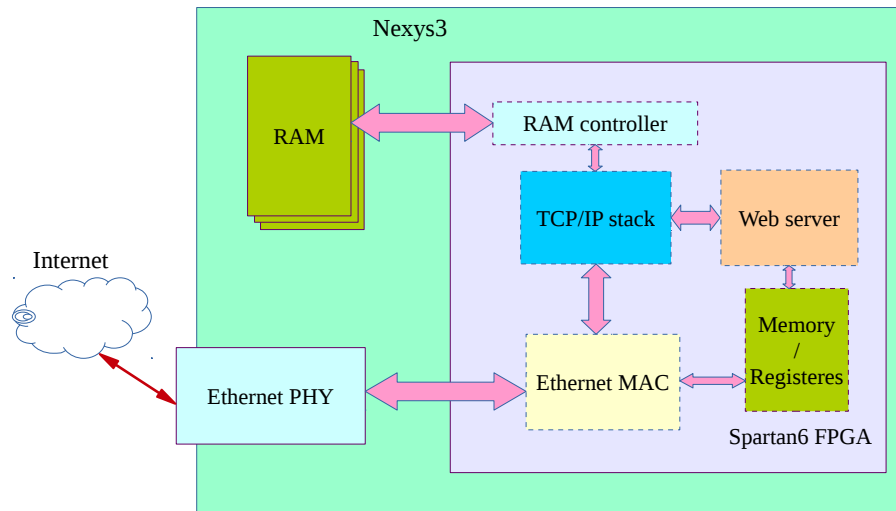 Nexys3
RAM
RAM controller
TCP/IP stack
Web server
Internet
Memory
/
Registeres
Ethernet PHY
Ethernet MAC
Spartan6 FPGA